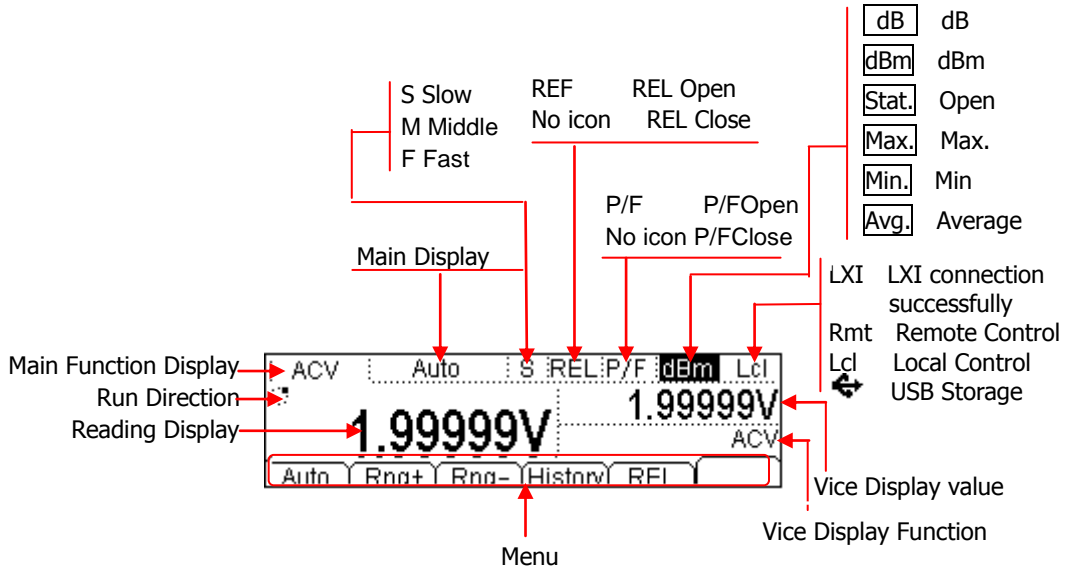 dB dB
dBm dBm
Stat. Open
Max. Max.
Min. Min
Avg. Average
S Slow
M Middle
F Fast
REF REL Open
No icon REL Close
P/F P/FOpen
No icon P/FClose
Main Display
LXI LXI connection
successfully
Rmt Remote Control
Lcl Local Control
USB Storage
Main Function Display
Run Direction
Reading Display
ACV Auto S REL P/F dBm Lcl
1.99999V
1.99999V
ACV
Auto Rng+ Rng- History REL
Vice Display value
Vice Display Function
Menu